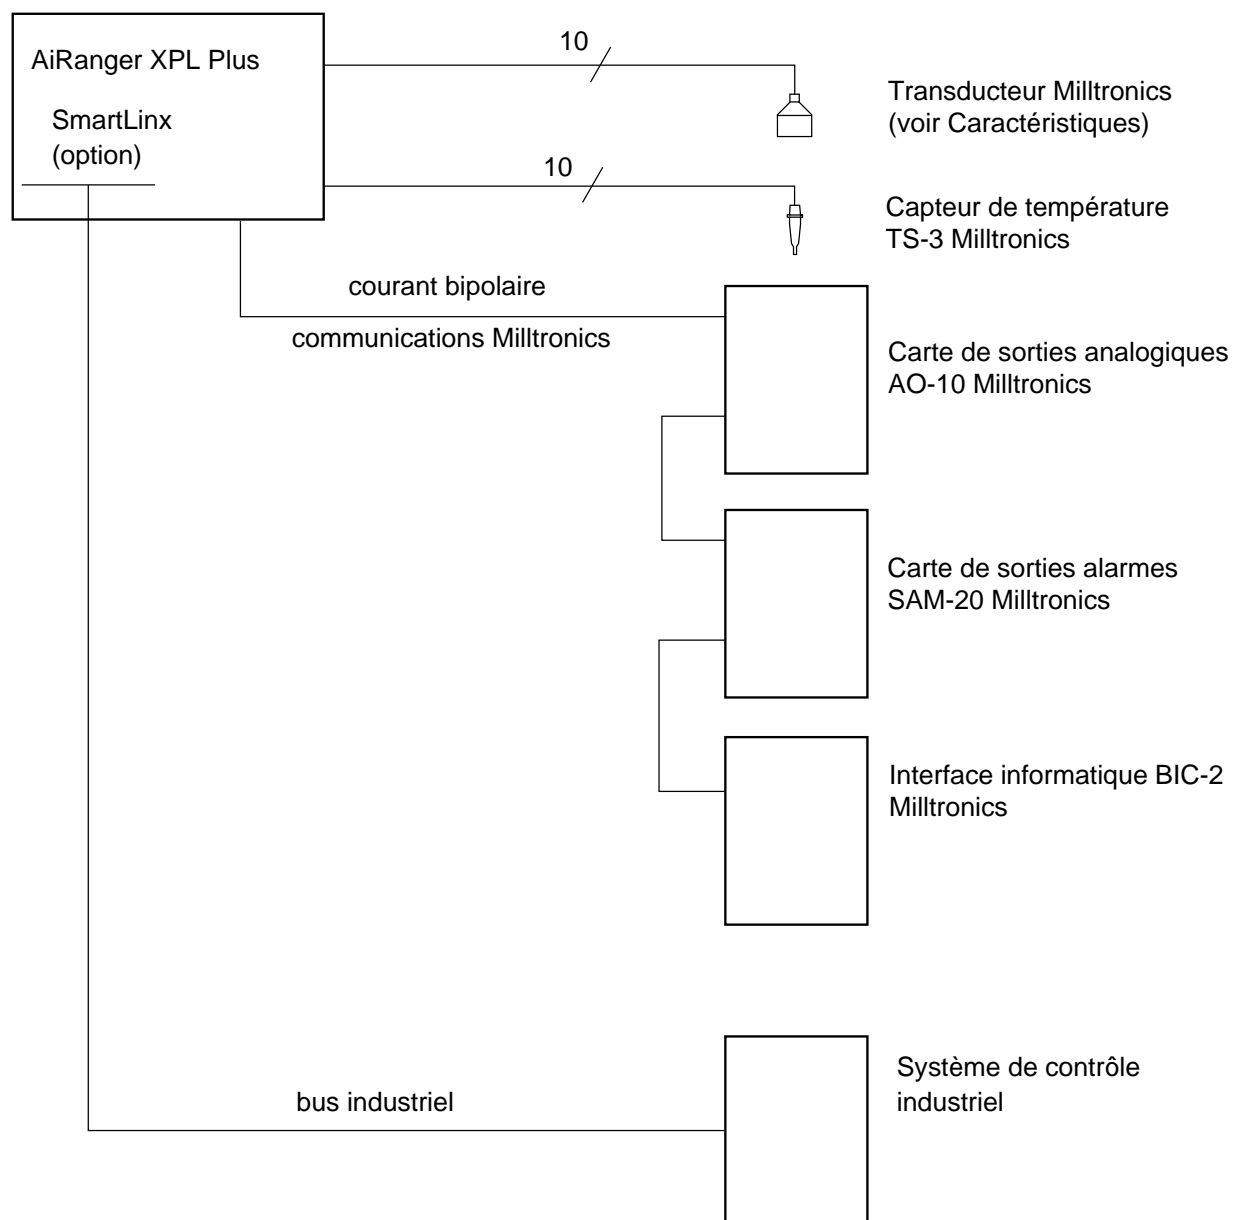 AiRanger XPL Plus
SmartLinx
(option)
10
Transducteur Milltronics
(voir Caractéristiques)
10
Capteur de température
TS-3 Milltronics
courant bipolaire
communications Milltronics
Carte de sorties analogiques
AO-10 Milltronics
Carte de sorties alarmes
SAM-20 Milltronics
Interface informatique BIC-2
Milltronics
Système de contrôle
industriel
bus industriel